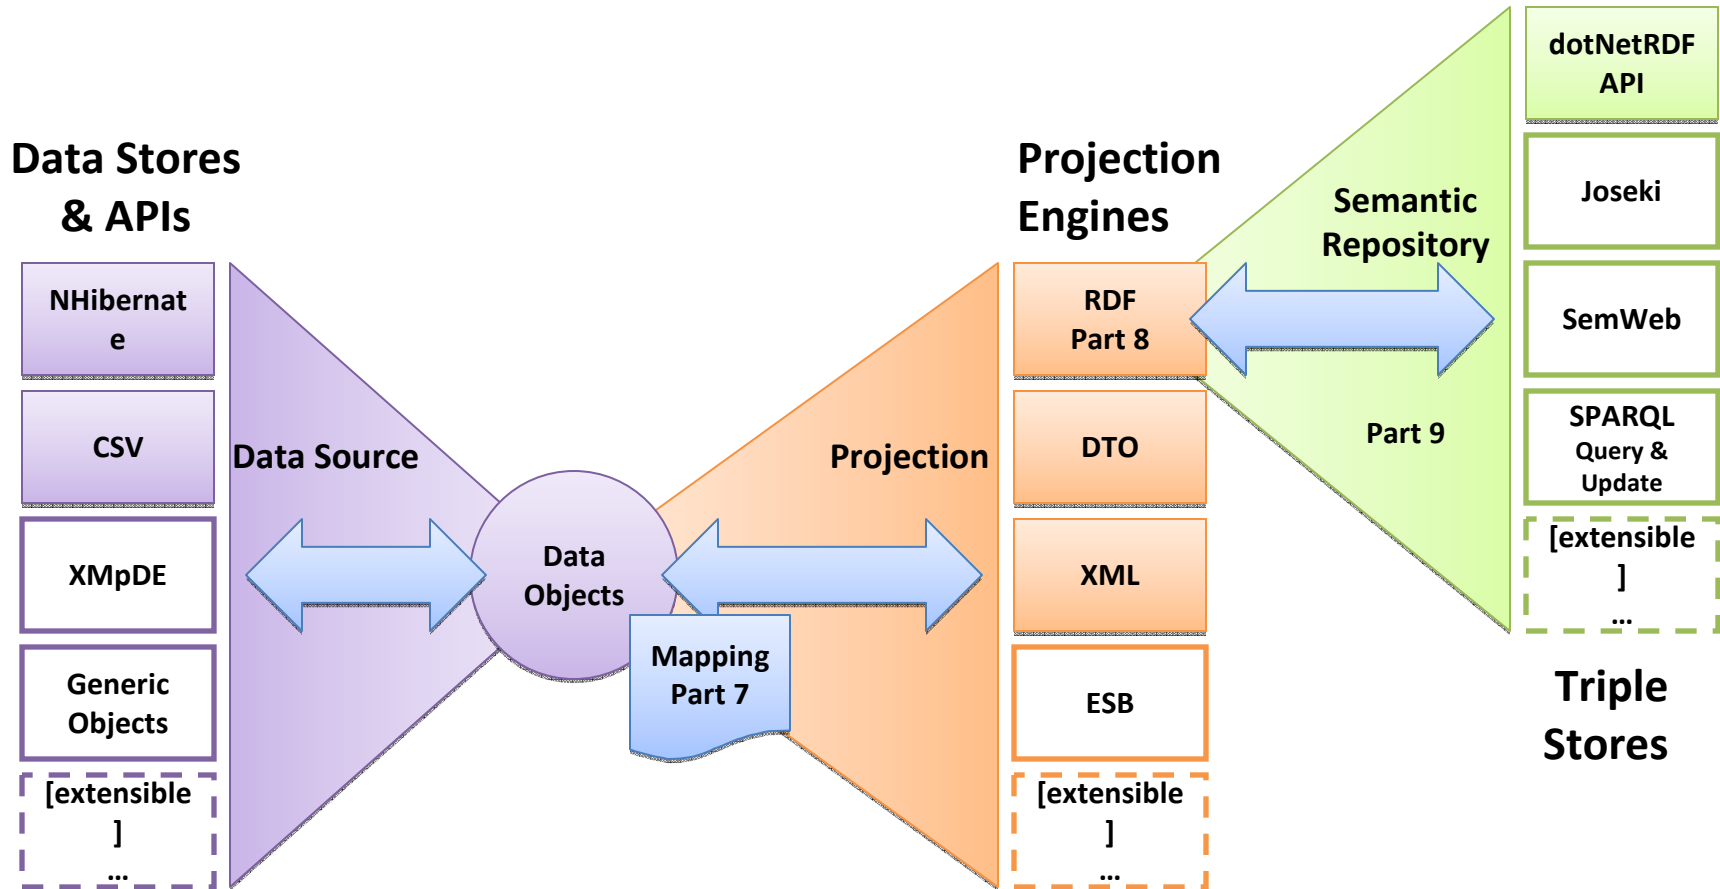 Data Stores
& APIs
NHibernat
e
CSV
XMpDE
Generic
Objects
[extensible
]
...
Data Source
Data
Objects
Mapping
Part 7
Projection
Projection
Engines
RDF
Part 8
DTO
XML
ESB
[extensible
]
...
Semantic
Repository
Part 9
dotNetRDF
API
Joseki
SemWeb
SPARQL
Query &
Update
[extensible
]
...
Triple
Stores